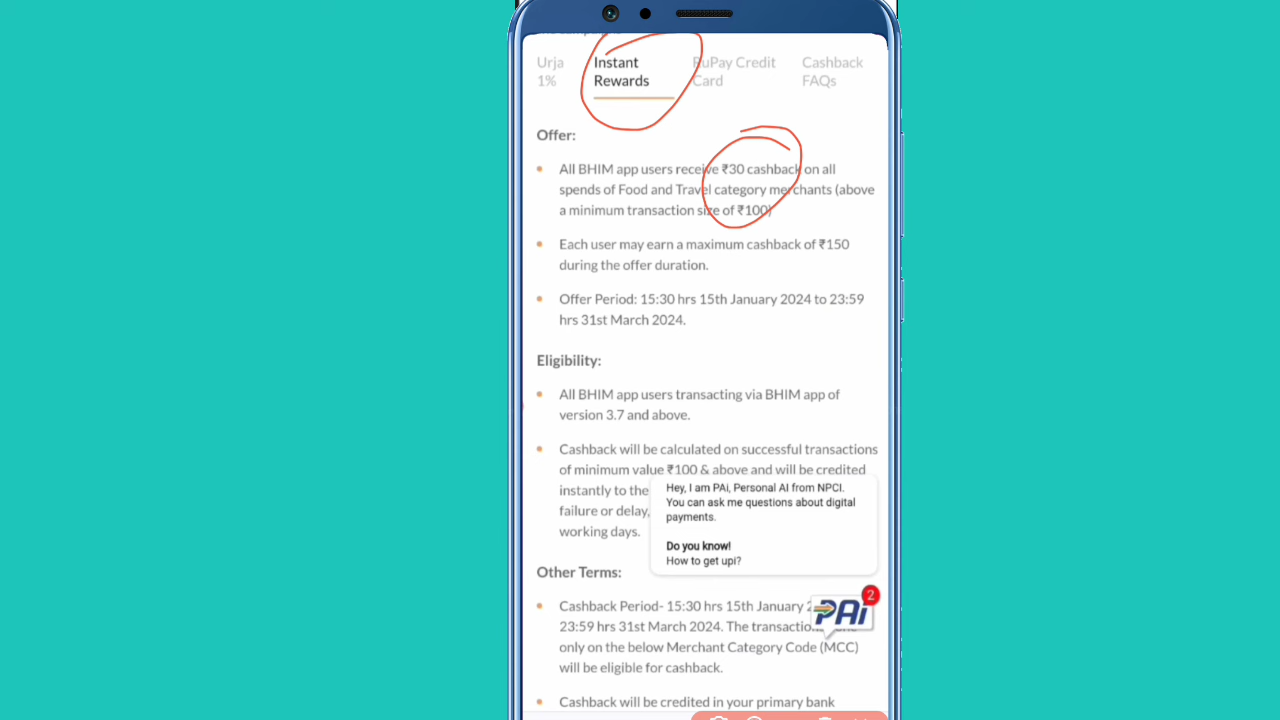 Urja
1%
Instant
Rewards
RuPay Credit
Card
Cashback
FAQs
Offer:
All BHIM app users receive ₹30 cashback on all
spends of Food and Travel category merchants (above
a minimum transaction size of ₹100)
Each user may earn a maximum cashback of ₹150
during the offer duration.
Offer Period: 15:30 hrs 15th January 2024 to 23:59
hrs 31st March 2024.
Eligibility:
All BHIM app users transacting via BHIM app of
version 3.7 and above.
Cashback will be calculated on successful transactions
of minimum value ₹100 & above and will be credited
instantly to the
failure or delay,
working days.
Hey, I am PAi, Personal AI from NPCI.
You can ask me questions about digital
payments.
Do you know!
How to get upi?
Other Terms:
Cashback Period- 15:30 hrs 15th January
23:59 hrs 31st March 2024. The
only on the below Merchant Category Code (MCC)
will be eligible for cashback.
PAi
2
Cashback will be credited in your primary bank